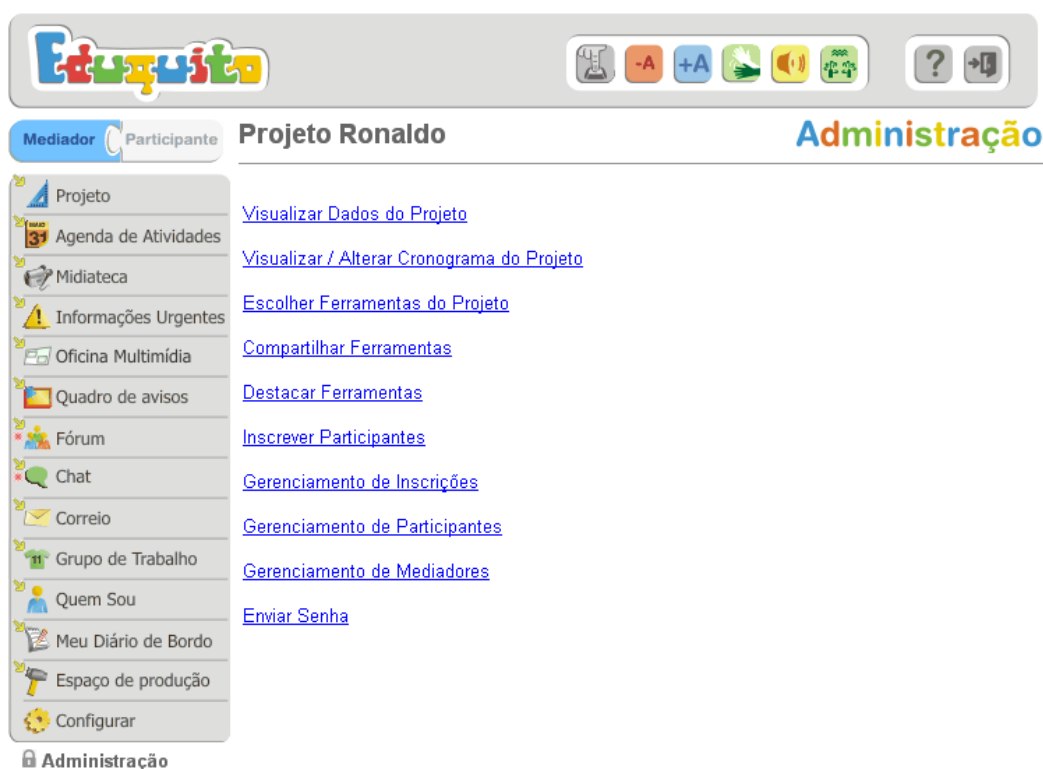 Eduquito
-A
+A
?
Mediador
Participante
Projeto Ronaldo
Administração
Projeto
31
Agenda de Atividades
Midiateca
Informações Urgentes
Oficina Multimídia
Quadro de avisos
Fórum
Chat
Correio
11
Grupo de Trabalho
Quem Sou
Meu Diário de Bordo
Espaço de produção
Configurar
Administração
Visualizar Dados do Projeto
Visualizar / Alterar Cronograma do Projeto
Escolher Ferramentas do Projeto
Compartilhar Ferramentas
Destacar Ferramentas
Inscrever Participantes
Gerenciamento de Inscrições
Gerenciamento de Participantes
Gerenciamento de Mediadores
Enviar Senha